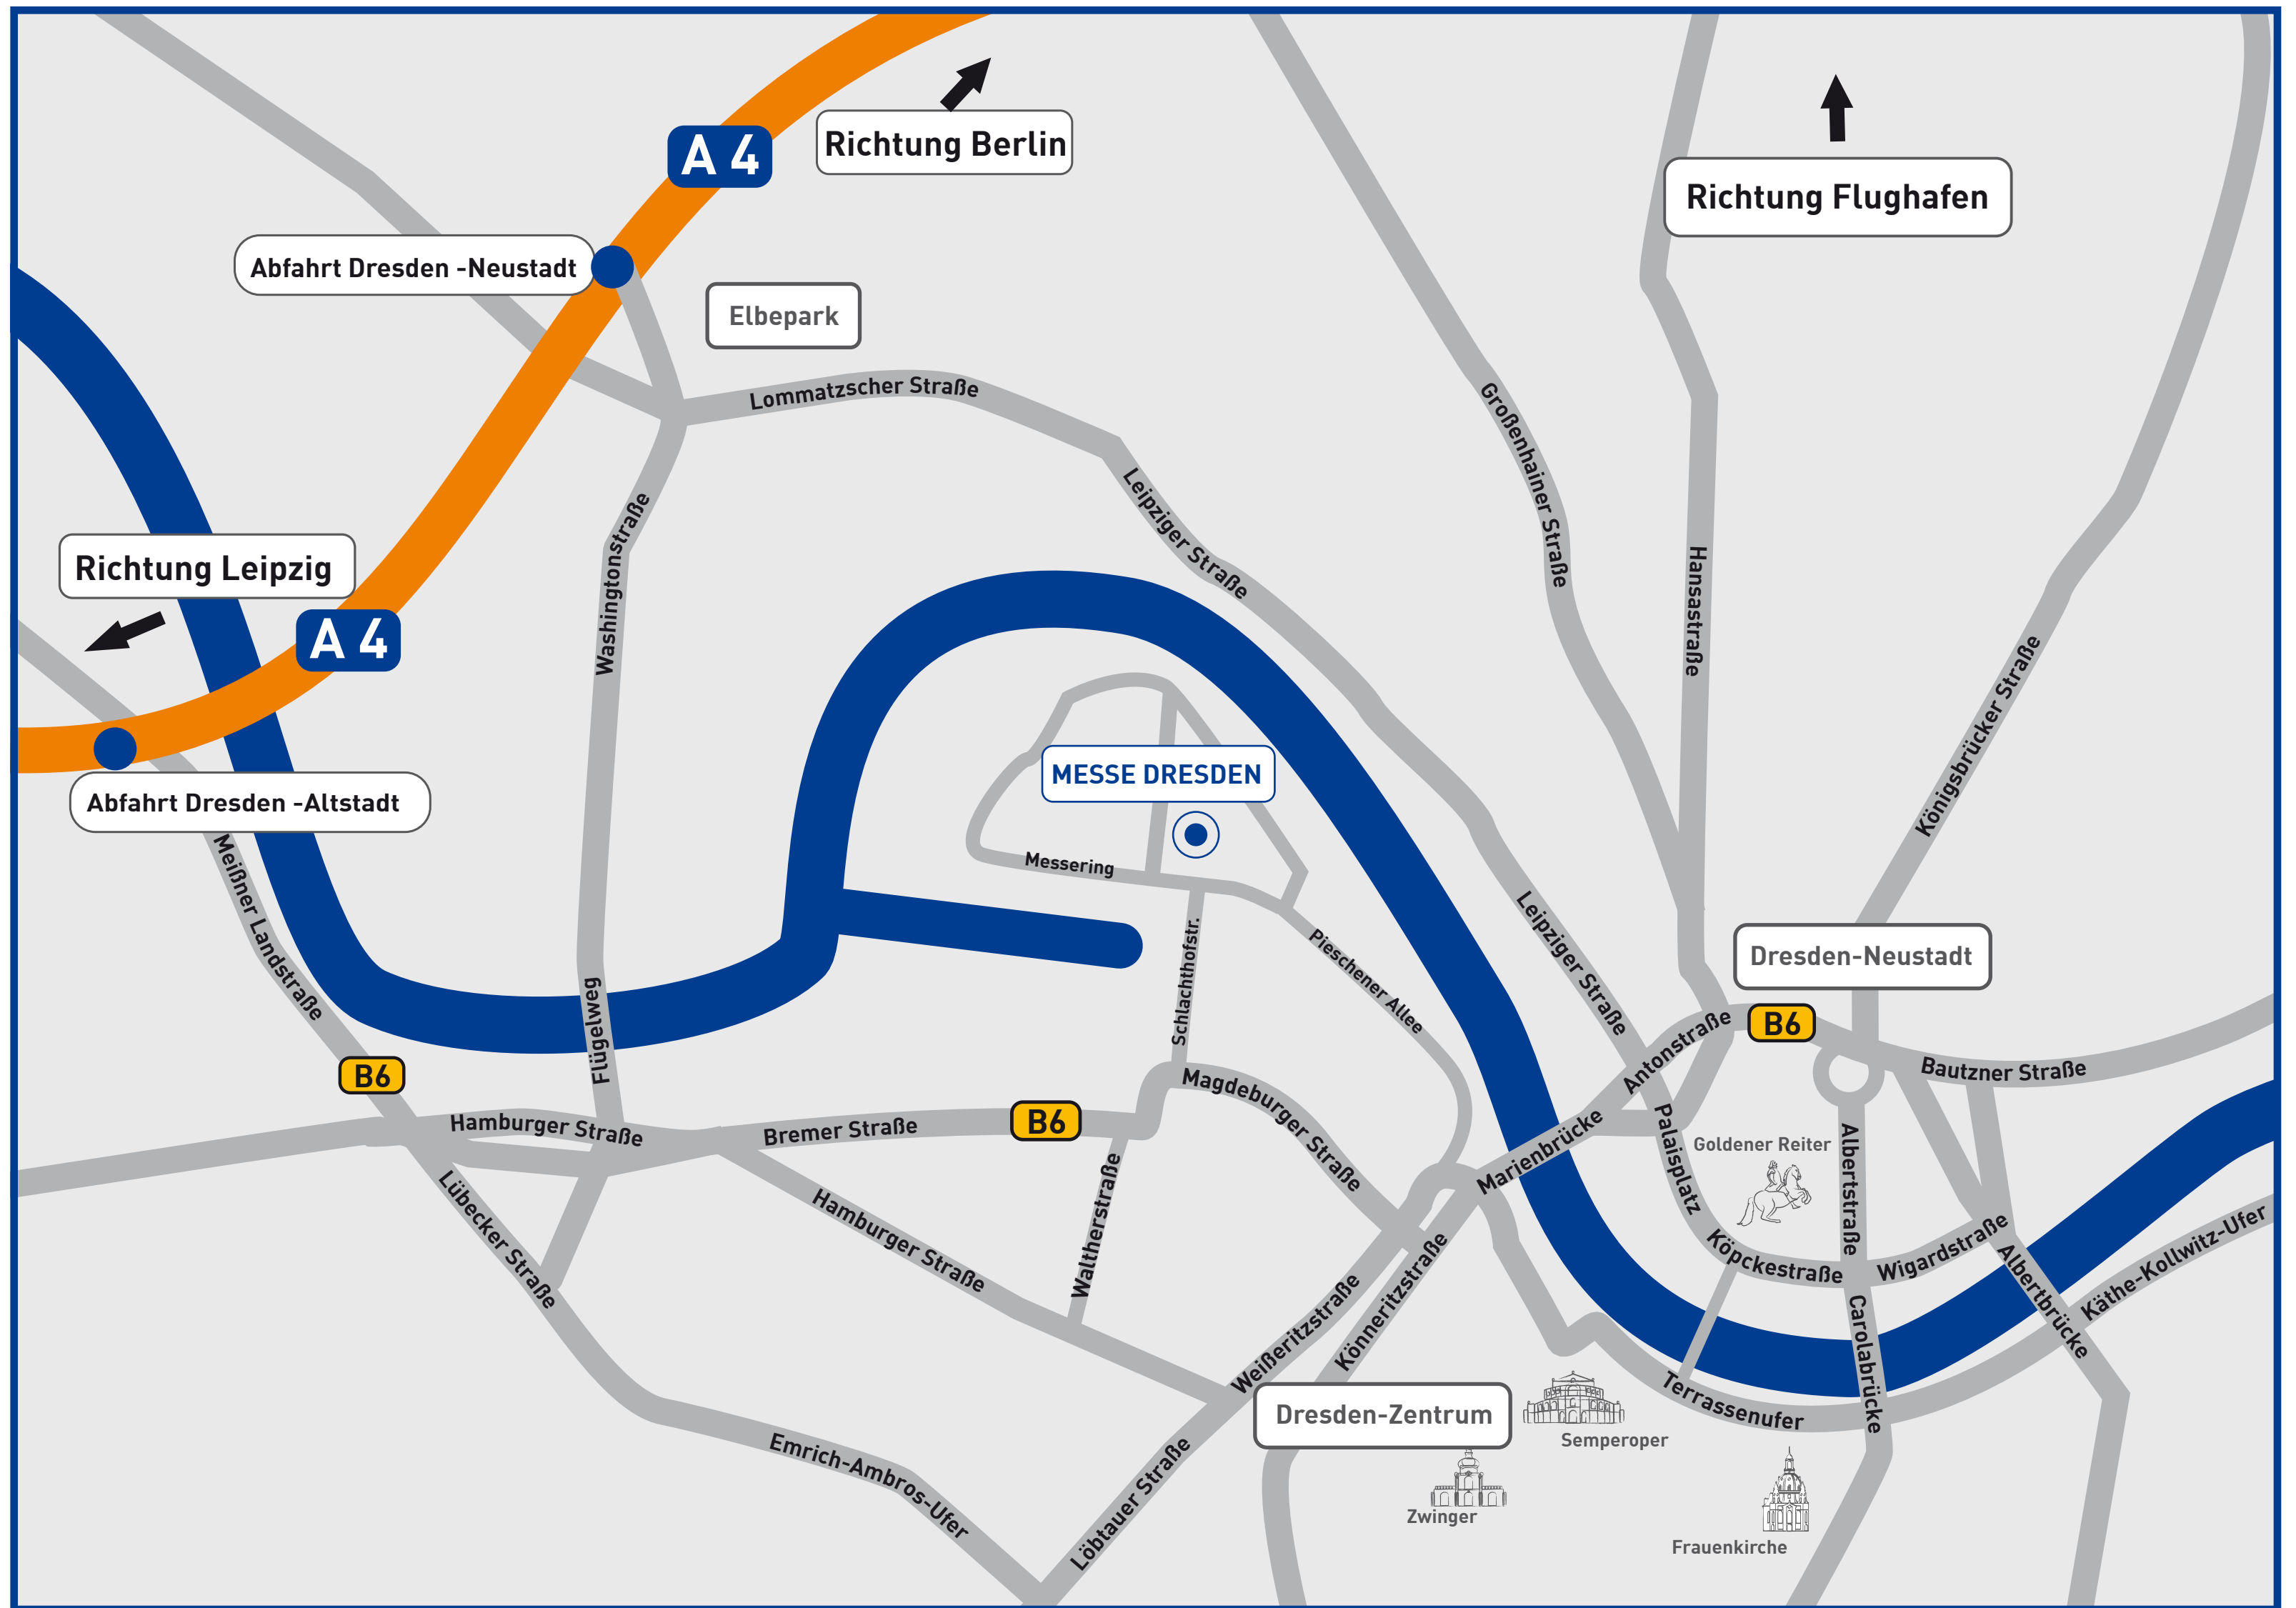 Richtung Berlin
A 4
Richtung Flughafen
Abfahrt Dresden -Neustadt
Elbepark
Lommatzscher Straße
Großenhainer Straße
Leipziger Straße
Washingtonstraße
Richtung Leipzig
A 4
Hansastraße
Königsbrücker Straße
MESSE DRESDEN
Abfahrt Dresden -Altstadt
Messering
Meißner Landstraße
Schlachthofstr.
Pieschener Allee
Leipziger Straße
Dresden-Neustadt
Flügelweg
B6
Antonstraße
B6
Bautzner Straße
Hamburger Straße
Bremer Straße
B6
Magdeburger Straße
Marienbrücke
Palaisplatz
Goldener Reiter
Albertstraße
Lübecker Straße
Hamburger Straße
Waltherstraße
Köpckestraße
Wigardstraße
Albertbrücke
Käthe-Kollwitz-Ufer
Weißeritzstraße
Könneritzstraße
Carolabrücke
Terrassenufer
Dresden-Zentrum
Semperoper
Emrich-Ambros-Ufer
Löbtauer Straße
Zwinger
Frauenkirche